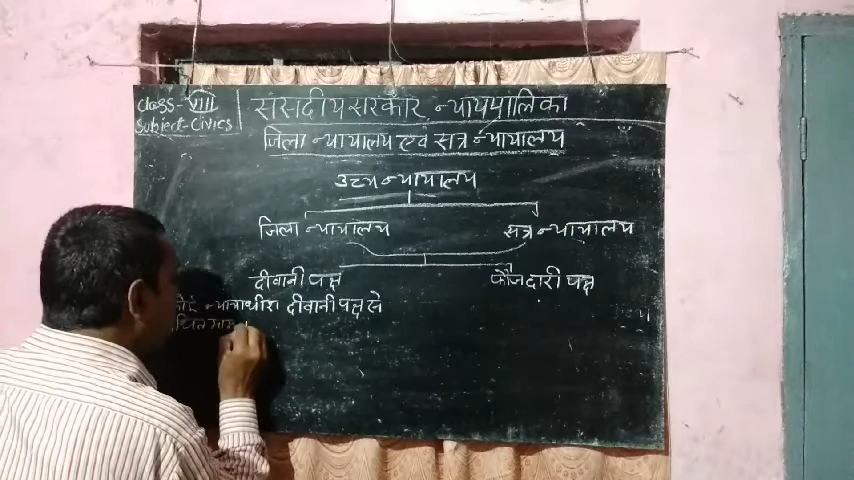 Class-VIII
Subject-Civics
संसदीय सरकार न्यायपालिका
जिला न्यायालय एवं सत्र न्यायालय
उच्च न्यायालय
जिला न्यायालय सत्र न्यायालय
दीवानी पक्ष फौजदारी पक्ष
न्यायाधीश दीवानी पक्ष से